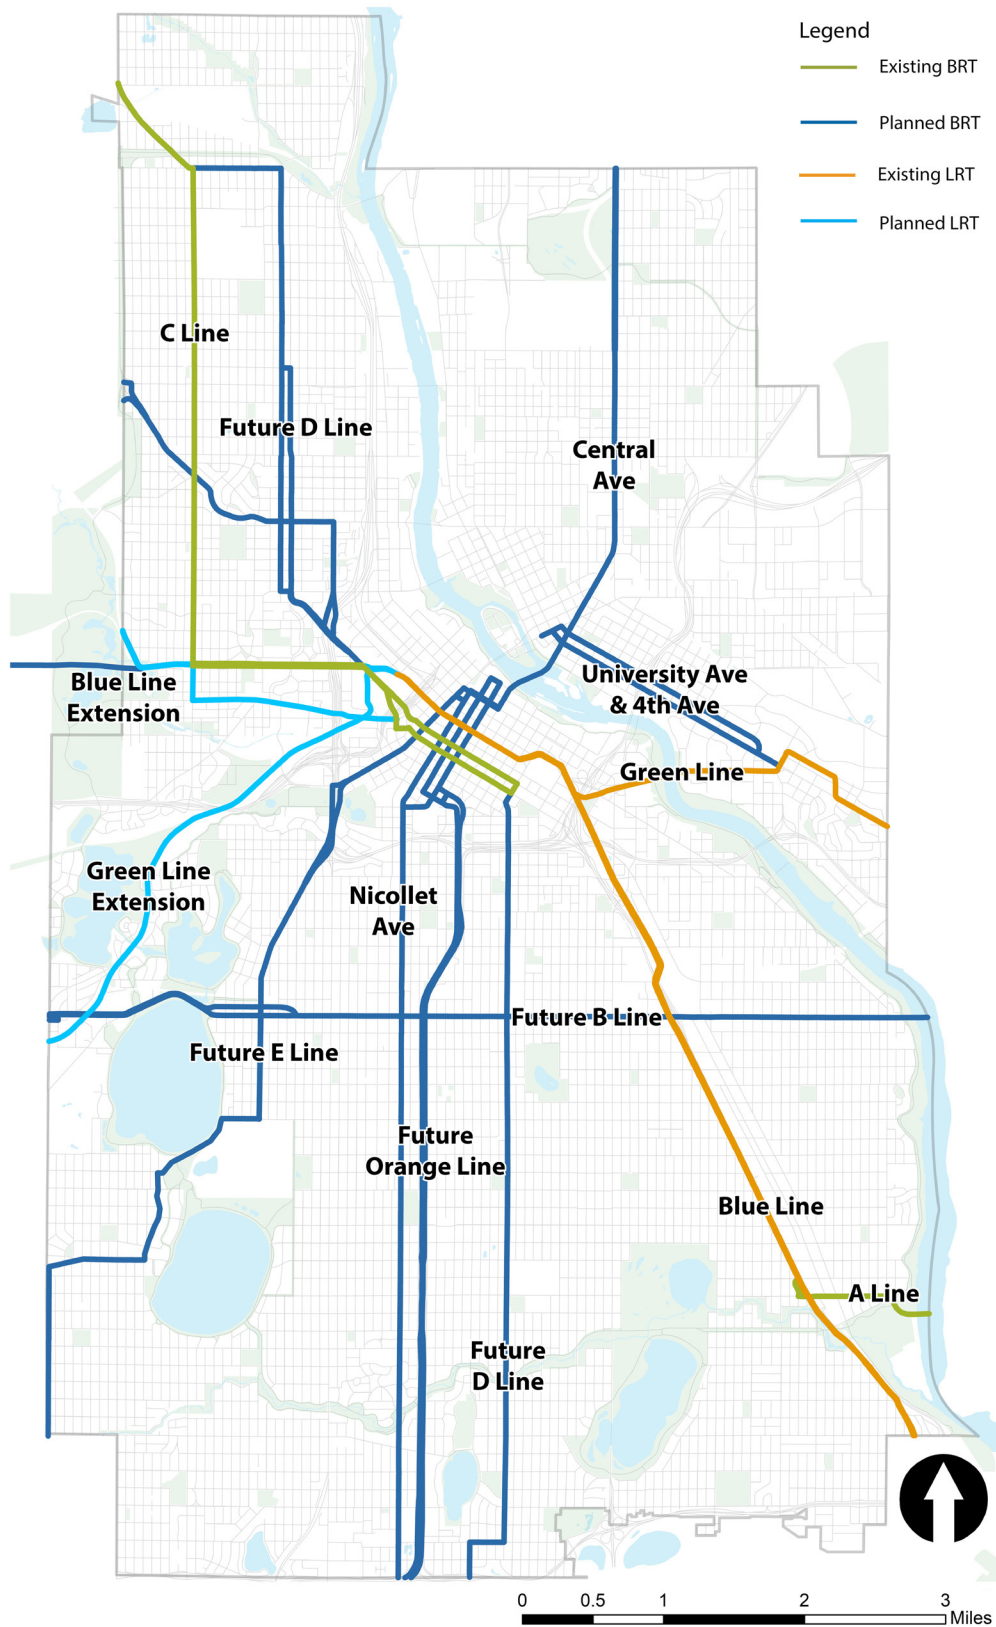 Legend
Existing BRT
Planned BRT
Existing LRT
Planned LRT
C Line
Future D Line
Central
Ave
University Ave
& 4th Ave
Blue Line
Extension
Green Line
Green Line
Extension
Nicollet
Ave
Future B Line
Future E Line
Future
Orange Line
Blue Line
A Line
Future
D Line
0 0.5 1 2 3
Miles